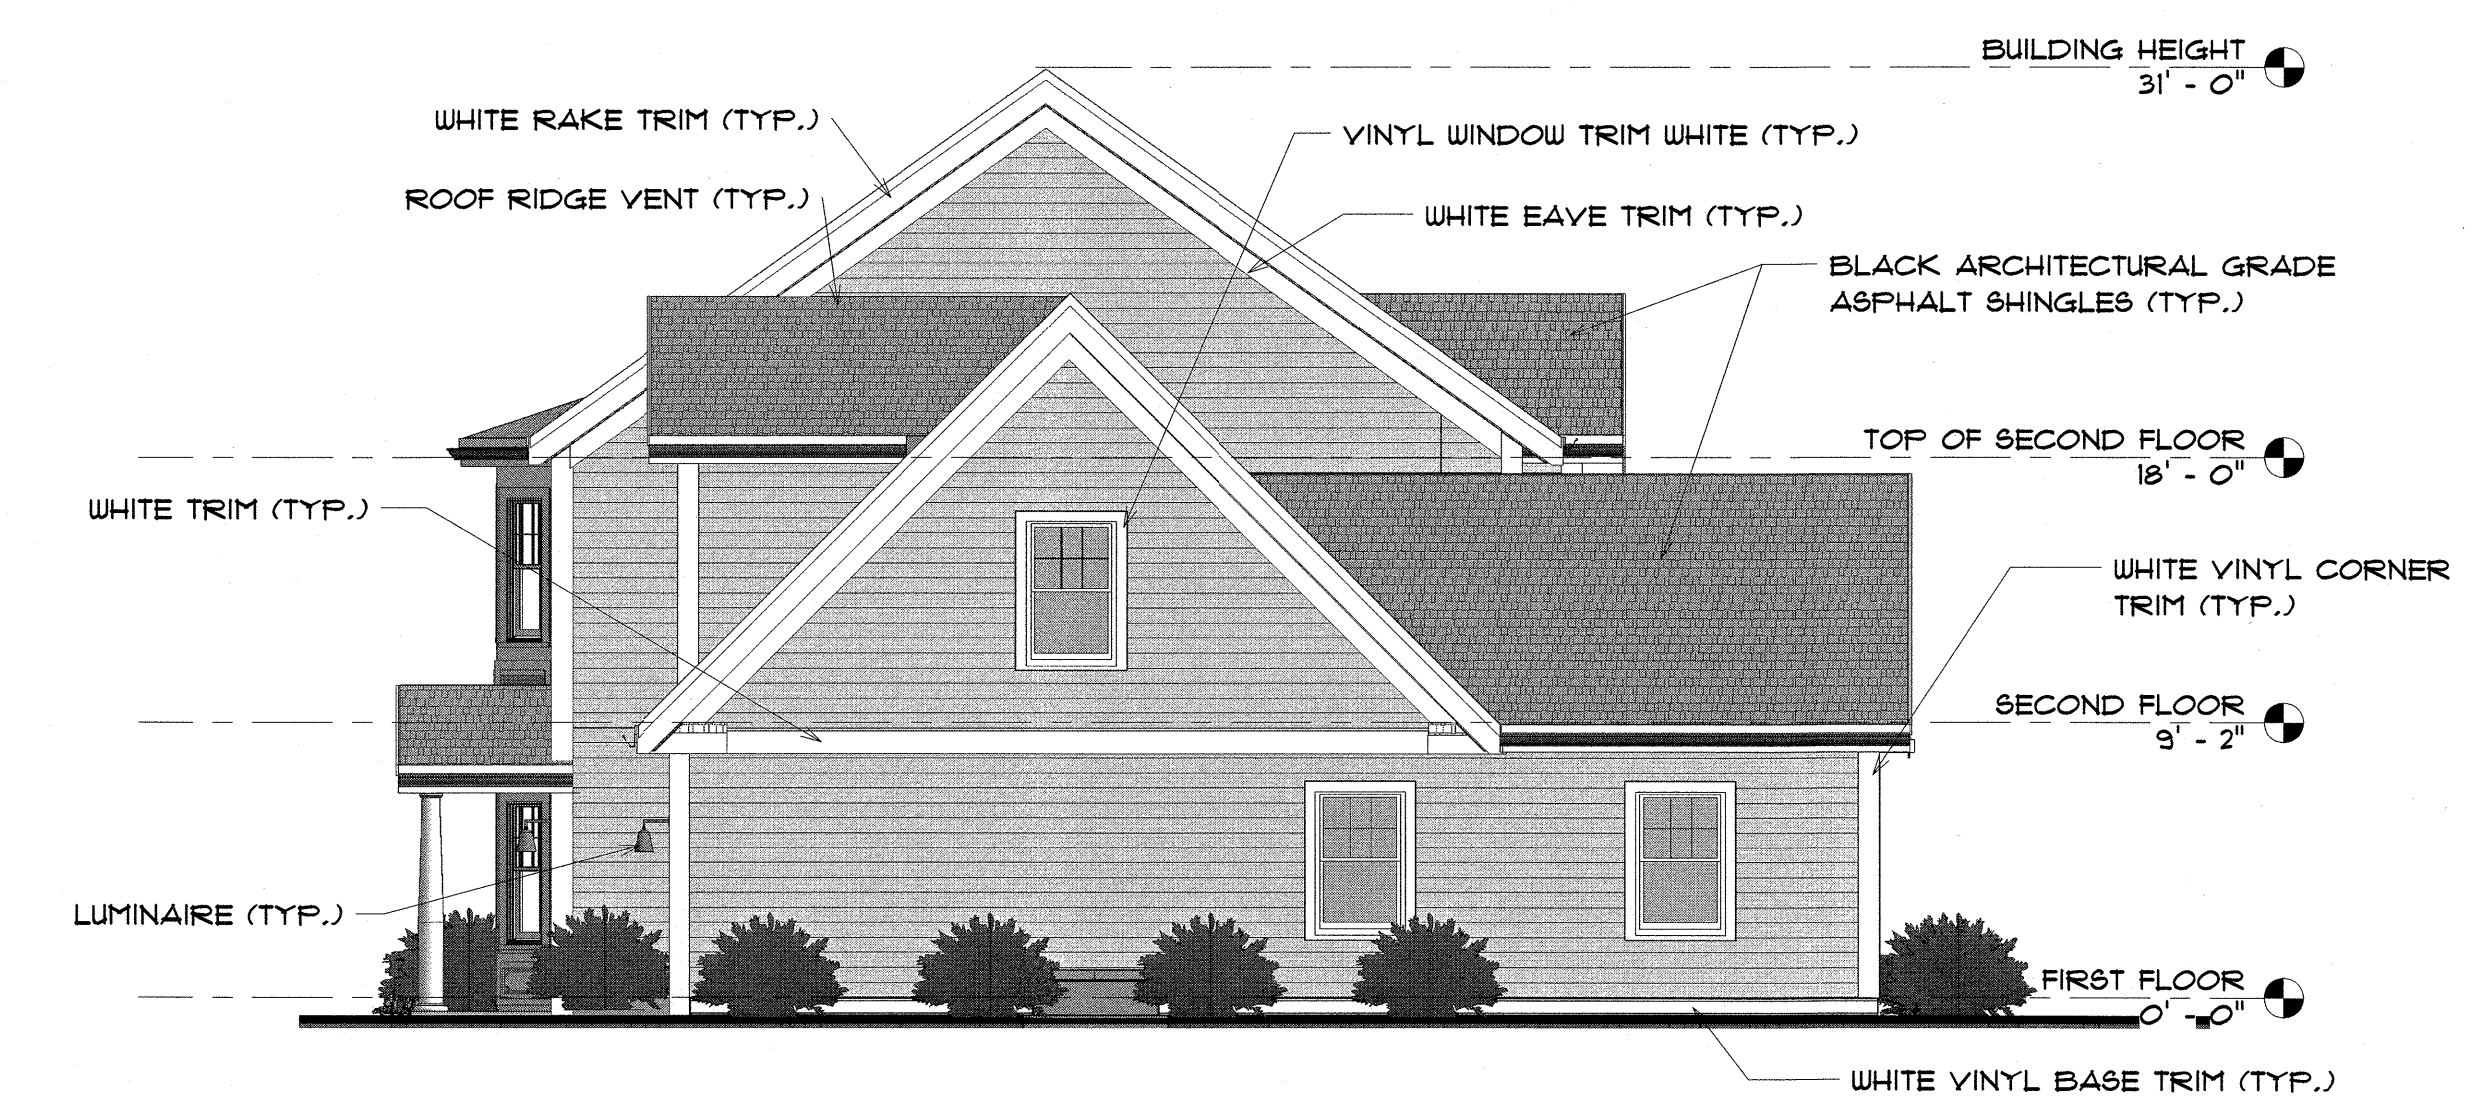 BUILDING HEIGHT
31' - 0"
WHITE RAKE TRIM (TYP.)
VINYL WINDOW TRIM WHITE (TYP.)
ROOF RIDGE VENT (TYP.)
WHITE EAVE TRIM (TYP.)
BLACK ARCHITECTURAL GRADE
ASPHALT SHINGLES (TYP.)
TOP OF SECOND FLOOR
18' - 0"
WHITE TRIM (TYP.)
WHITE VINYL CORNER
TRIM (TYP.)
SECOND FLOOR
9' - 2"
LUMINAIRE (TYP.)
FIRST FLOOR
0' - 0"
WHITE VINYL BASE TRIM (TYP.)